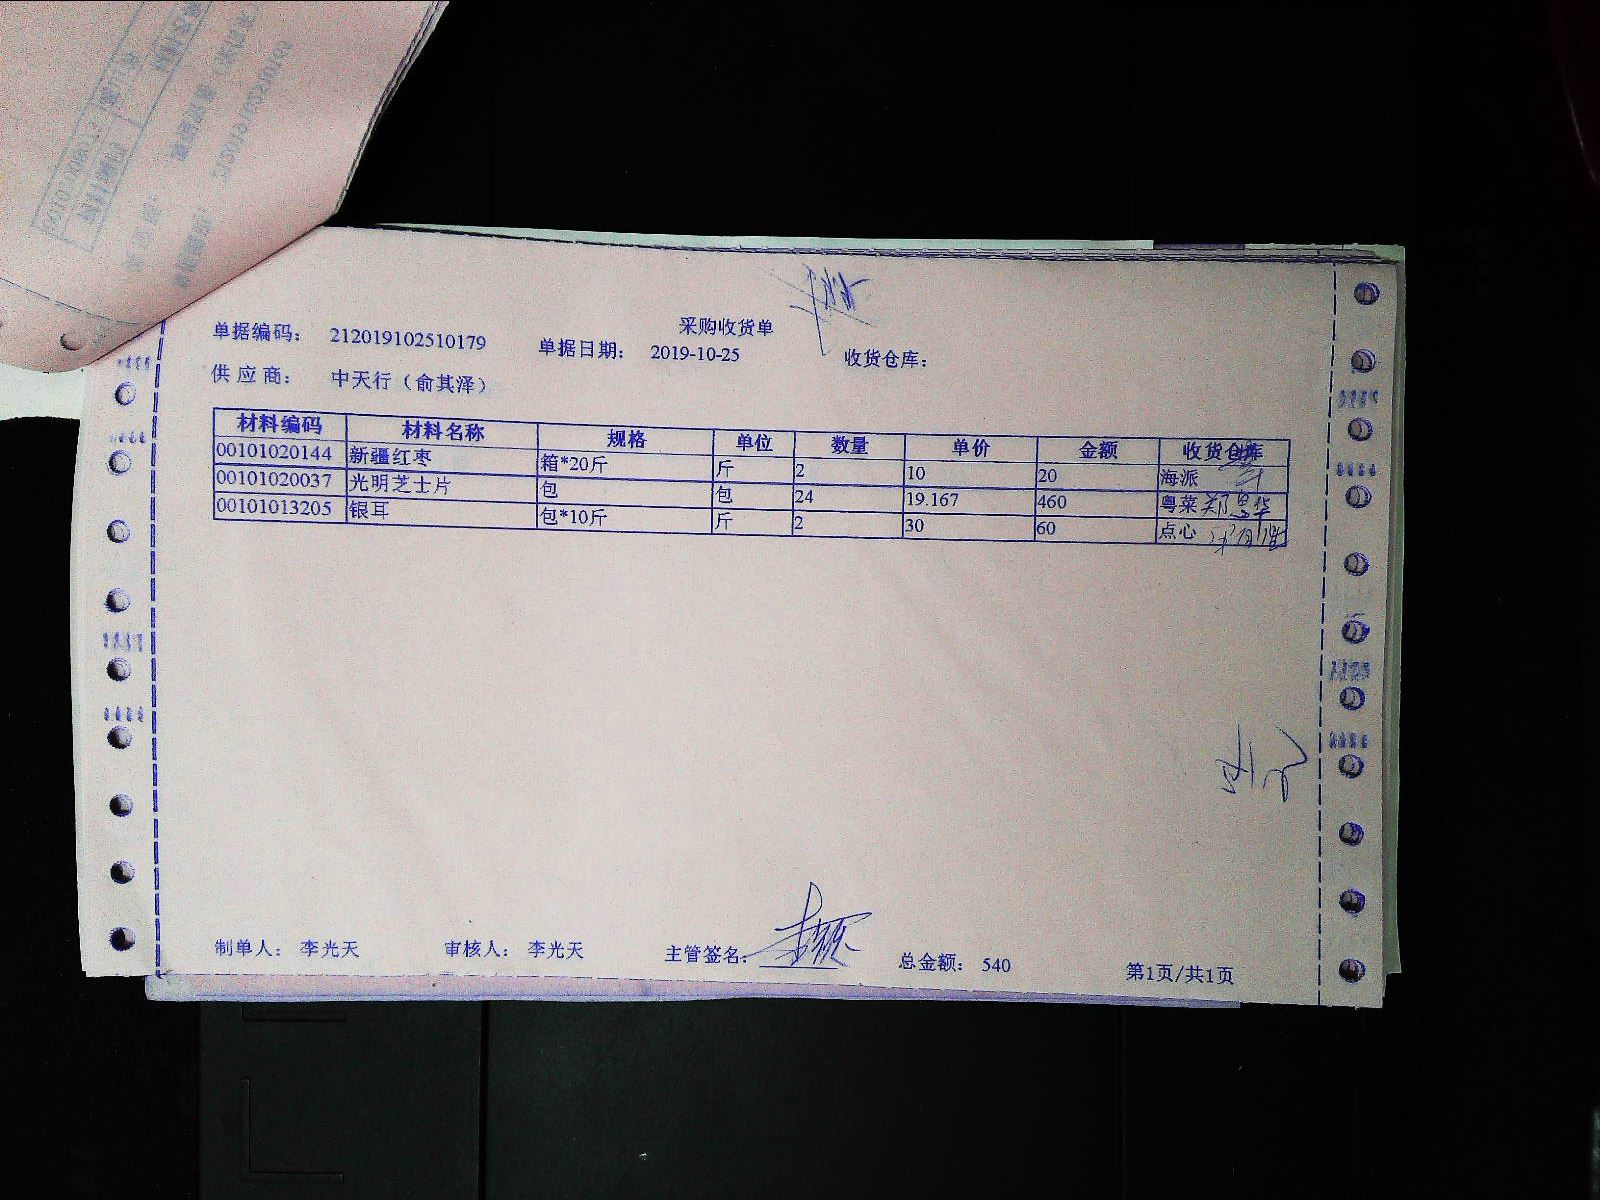 采购收货单
单据编码： 212019102510179 单据日期： 2019-10-25 收货仓库：
供应商： 中天行（俞其泽）
材料编码 材料名称 规格 单位 数量 单价 金额 收货仓库
00101020144 新疆红枣 箱*20斤 斤 2 10 20 海派
00101020037 光明芝士片 包 包 24 19.167 460 粤菜
00101013205 银耳 包*10斤 斤 2 30 60 点心
制单人： 李光天 审核人： 李光天 主管签名： 总金额： 540 第1页/共1页